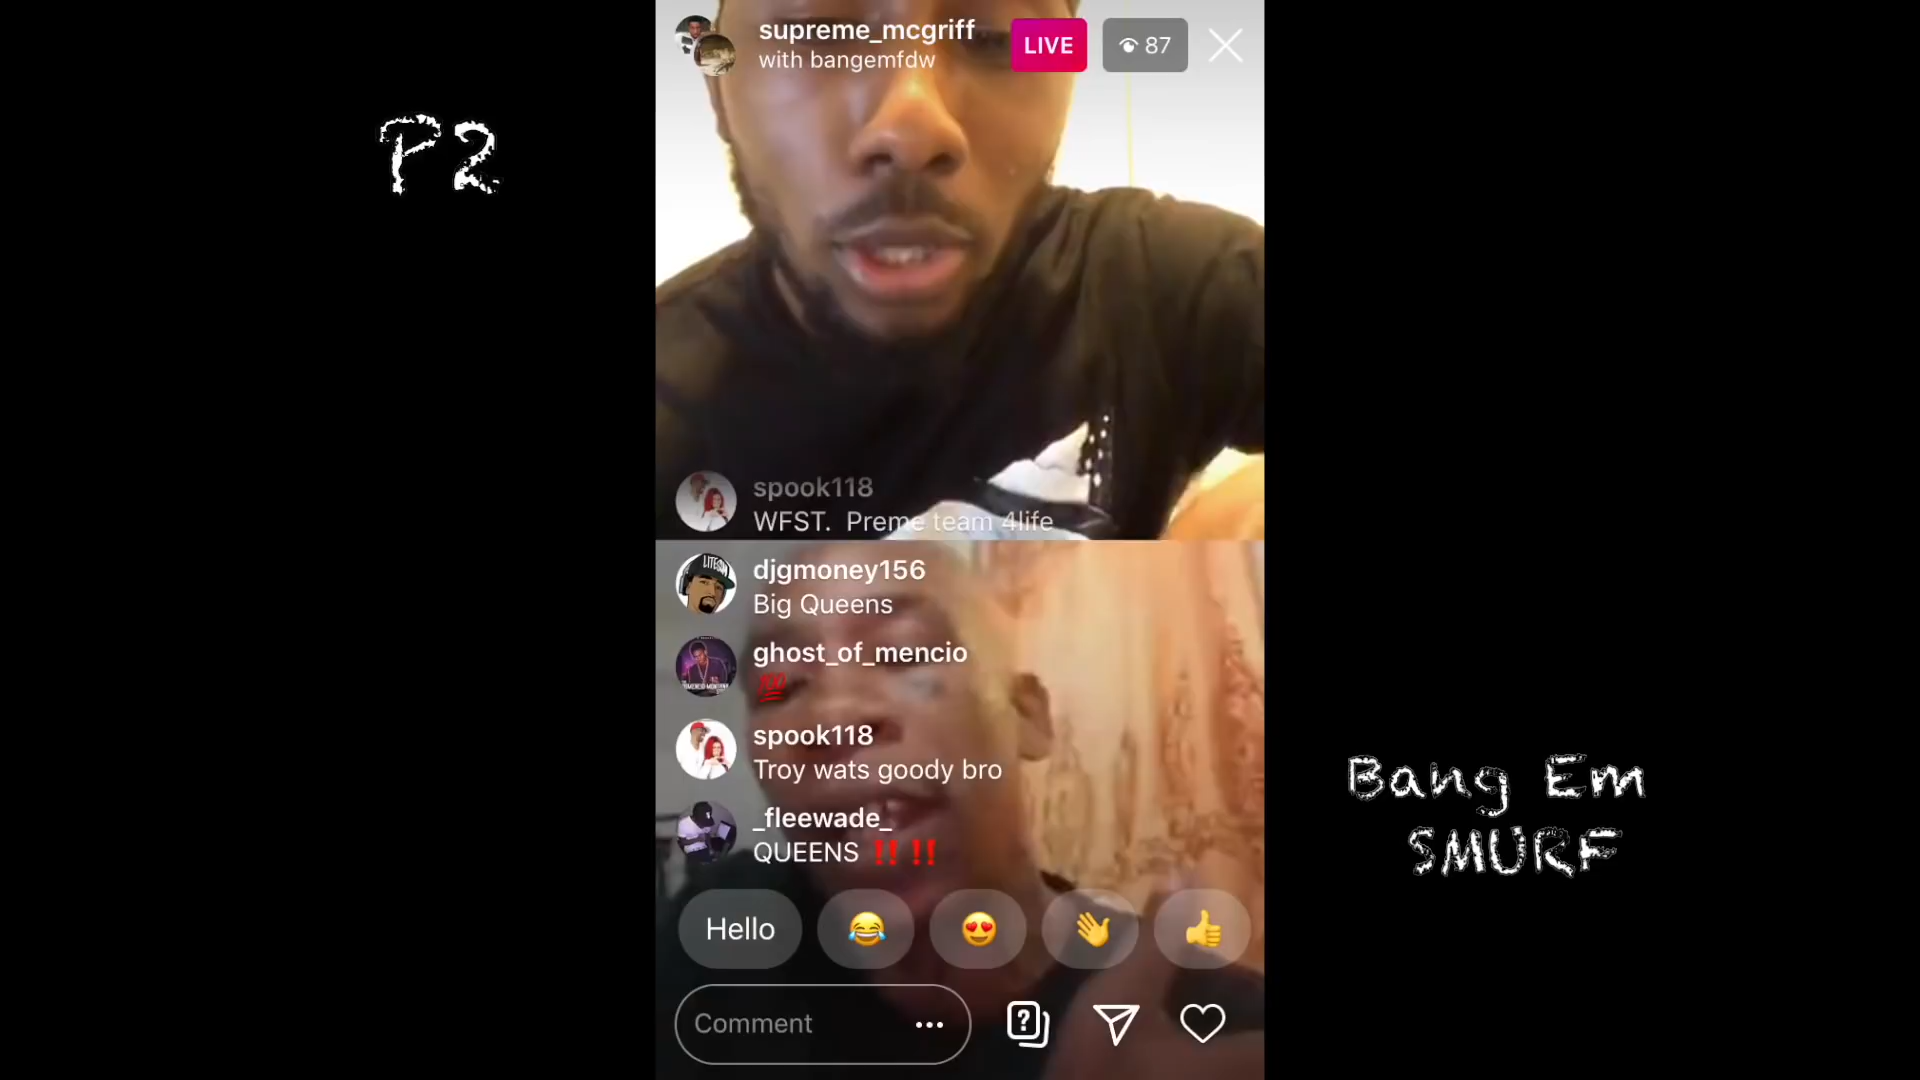 supreme_mcgriff
with bangemfdw
LIVE
87
P2
spook118
WFST. Preme team 4life
djgmoney156
Big Queens
ghost_of_mencio
💯
spook118
Troy wats goody bro
_fleewade_
QUEENS ‼️ ‼️
Bang Em
SMURF
Hello
Comment